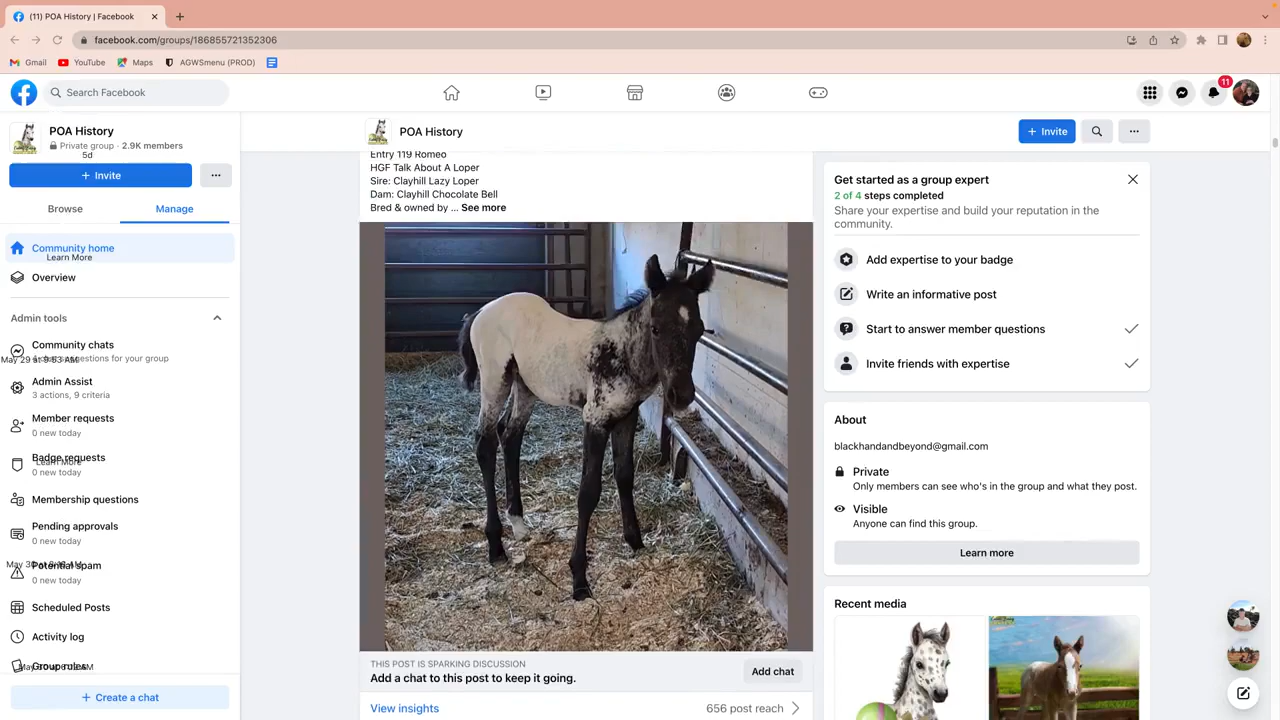 (11) POA History | Facebook
facebook.com/groups/186855721352306
Gmail
YouTube
Maps
AGWSmenu (PROD)
Search Facebook
11
POA History
Private group · 2.9K members
5d
+ Invite
Browse
Manage
Community home
Learn More
Overview
Admin tools
Community chats
suggestions for your group
Admin Assist
3 actions, 9 criteria
Member requests
0 new today
Badge requests
Learn More
0 new today
Membership questions
Pending approvals
0 new today
Potential spam
0 new today
Scheduled Posts
Activity log
Group roles
+ Create a chat
POA History
+ Invite
Entry 119 Romeo
HGF Talk About A Loper
Sire: Clayhill Lazy Loper
Dam: Clayhill Chocolate Bell
Bred & owned by ... See more
THIS POST IS SPARKING DISCUSSION
Add a chat to this post to keep it going.
Add chat
View insights
656 post reach
Get started as a group expert
2 of 4 steps completed
Share your expertise and build your reputation in the
community.
Add expertise to your badge
Write an informative post
Start to answer member questions
Invite friends with expertise
About
blackhandandbeyond@gmail.com
Private
Only members can see who's in the group and what they post.
Visible
Anyone can find this group.
Learn more
Recent media